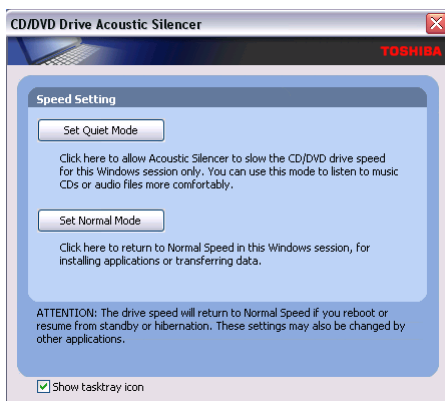 CD/DVD Drive Acoustic Silencer
TOSHIBA
Speed Setting
Set Quiet Mode
Click here to allow Acoustic Silencer to slow the CD/DVD drive speed
for this Windows session only. You can use this mode to listen to music
CDs or audio files more comfortably.
Set Normal Mode
Click here to return to Normal Speed in this Windows session, for
installing applications or transferring data.
ATTENTION: The drive speed will return to Normal Speed if you reboot or
resume from standby or hibernation. These settings may also be changed by
other applications.
Show tasktray icon